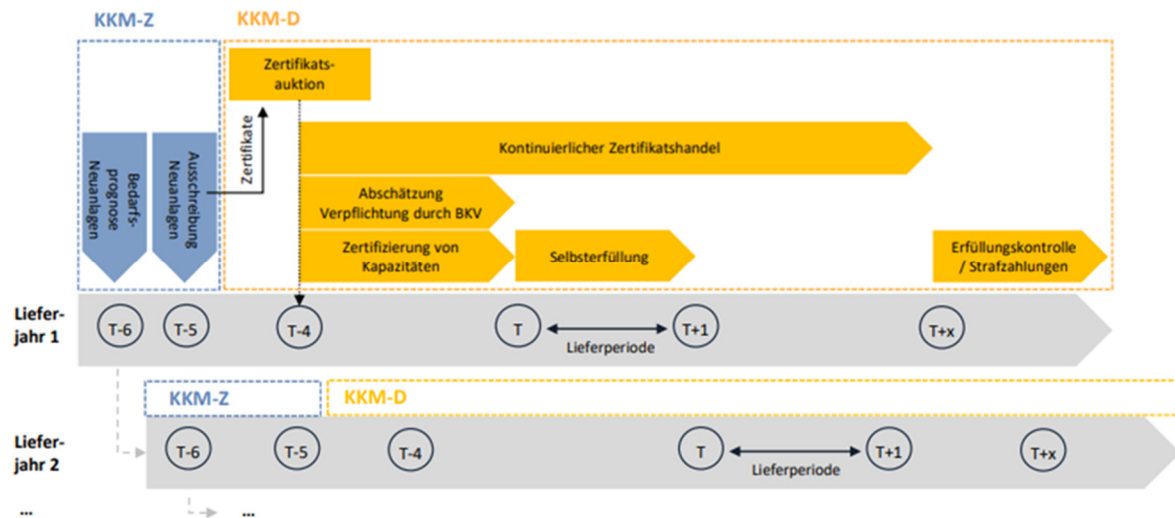 KKM-Z
KKM-D
Zertifikats-
auktion
Zertifikate
Bedarfs-
prognose
Neuanlagen
Ausschreibung
Neuanlagen
Kontinuierlicher Zertifikatshandel
Abschätzung
Verpflichtung durch BKV
Zertifizierung von
Kapazitäten
Selbsterfüllung
Erfüllungskontrolle
/ Strafzahlungen
Liefer-
jahr 1
T-6
T-5
T-4
T
Lieferperiode
T+1
T+x
KKM-Z
KKM-D
Liefer-
jahr 2
T-6
T-5
T-4
T
Lieferperiode
T+1
T+x
...
...